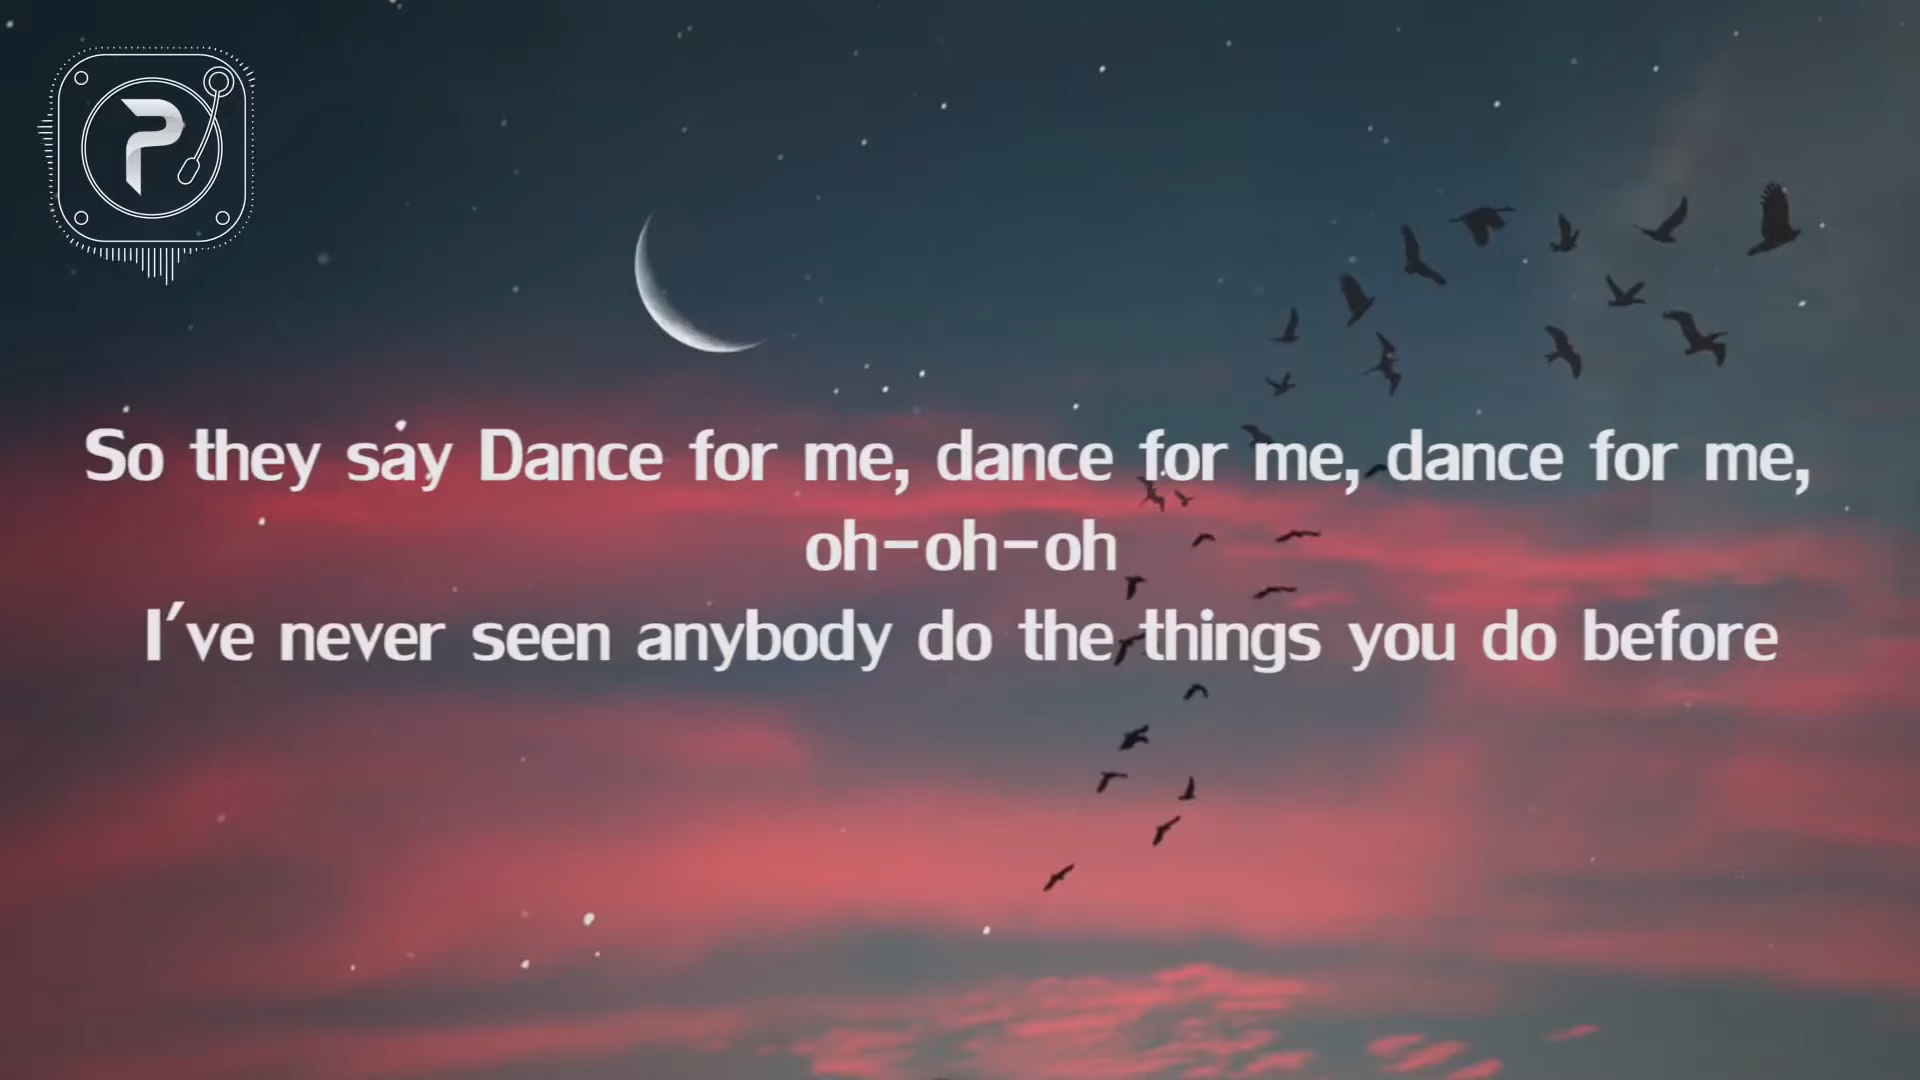 P
So they say Dance for me, dance for me, dance for me,
oh-oh-oh
I've never seen anybody do the things you do before